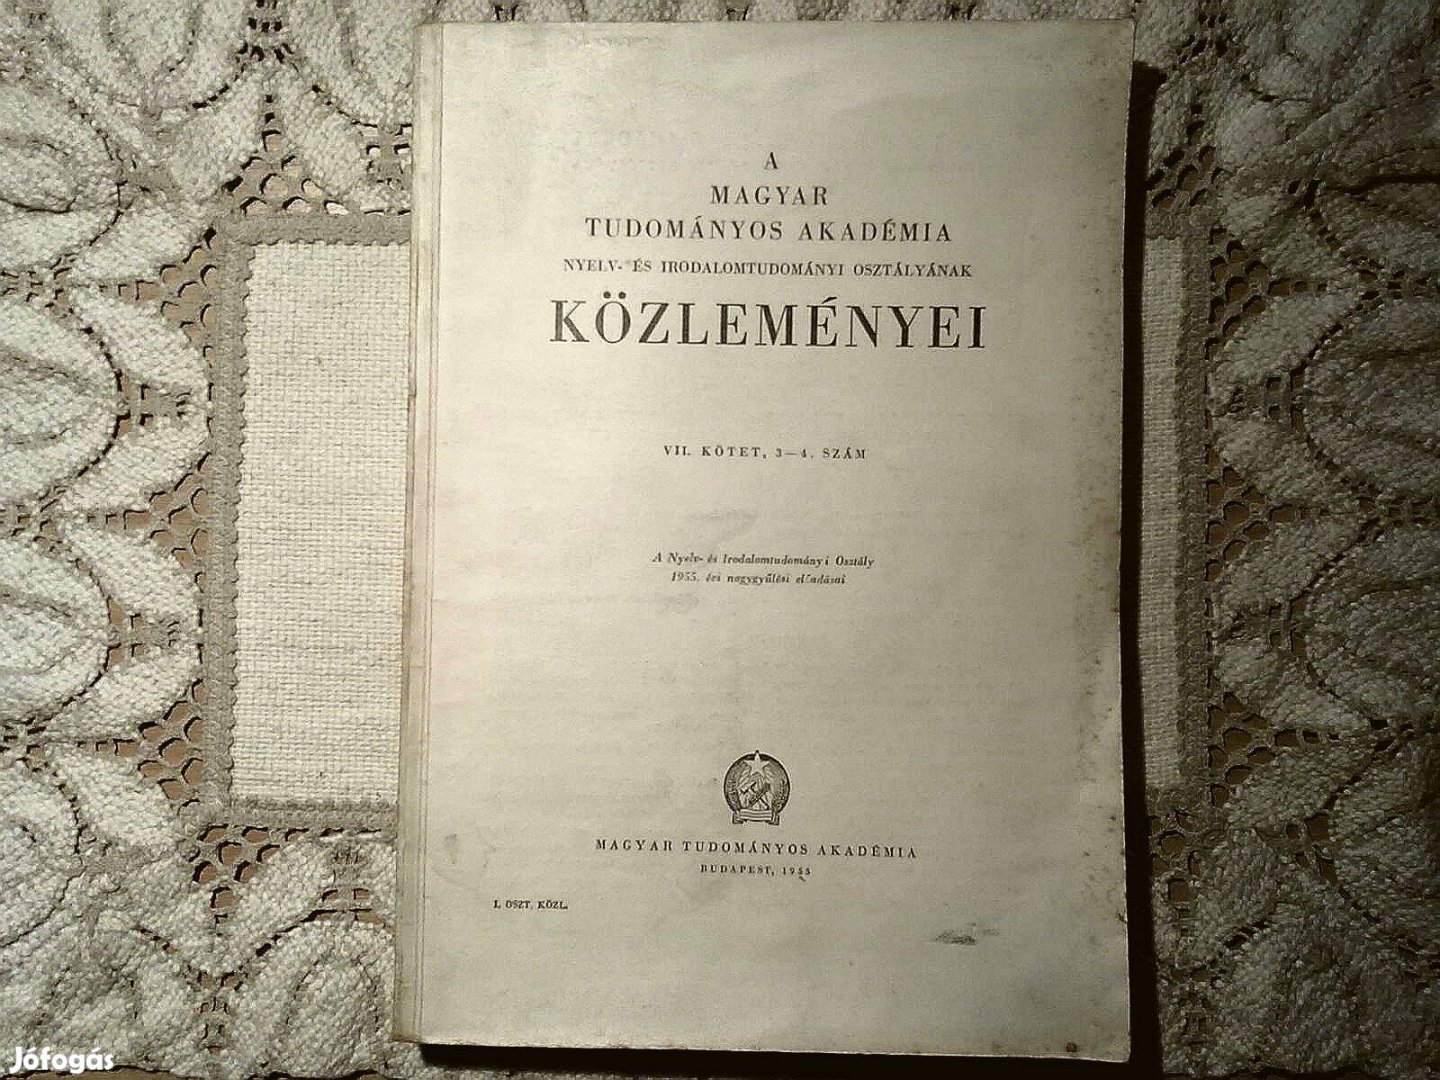 A
MAGYAR
TUDOMÁNYOS AKADÉMIA
NYELV- ÉS IRODALOMTUDOMÁNYI OSZTÁLYÁNAK
KÖZLEMÉNYEI
VII. KÖTET, 3—4. SZÁM
A Nyelv- és Irodalomtudományi Osztály
1955. évi nagygyűlési előadásai
MAGYAR TUDOMÁNYOS AKADÉMIA
BUDAPEST, 1955
I. OSZT. KÖZL.
Jófogás